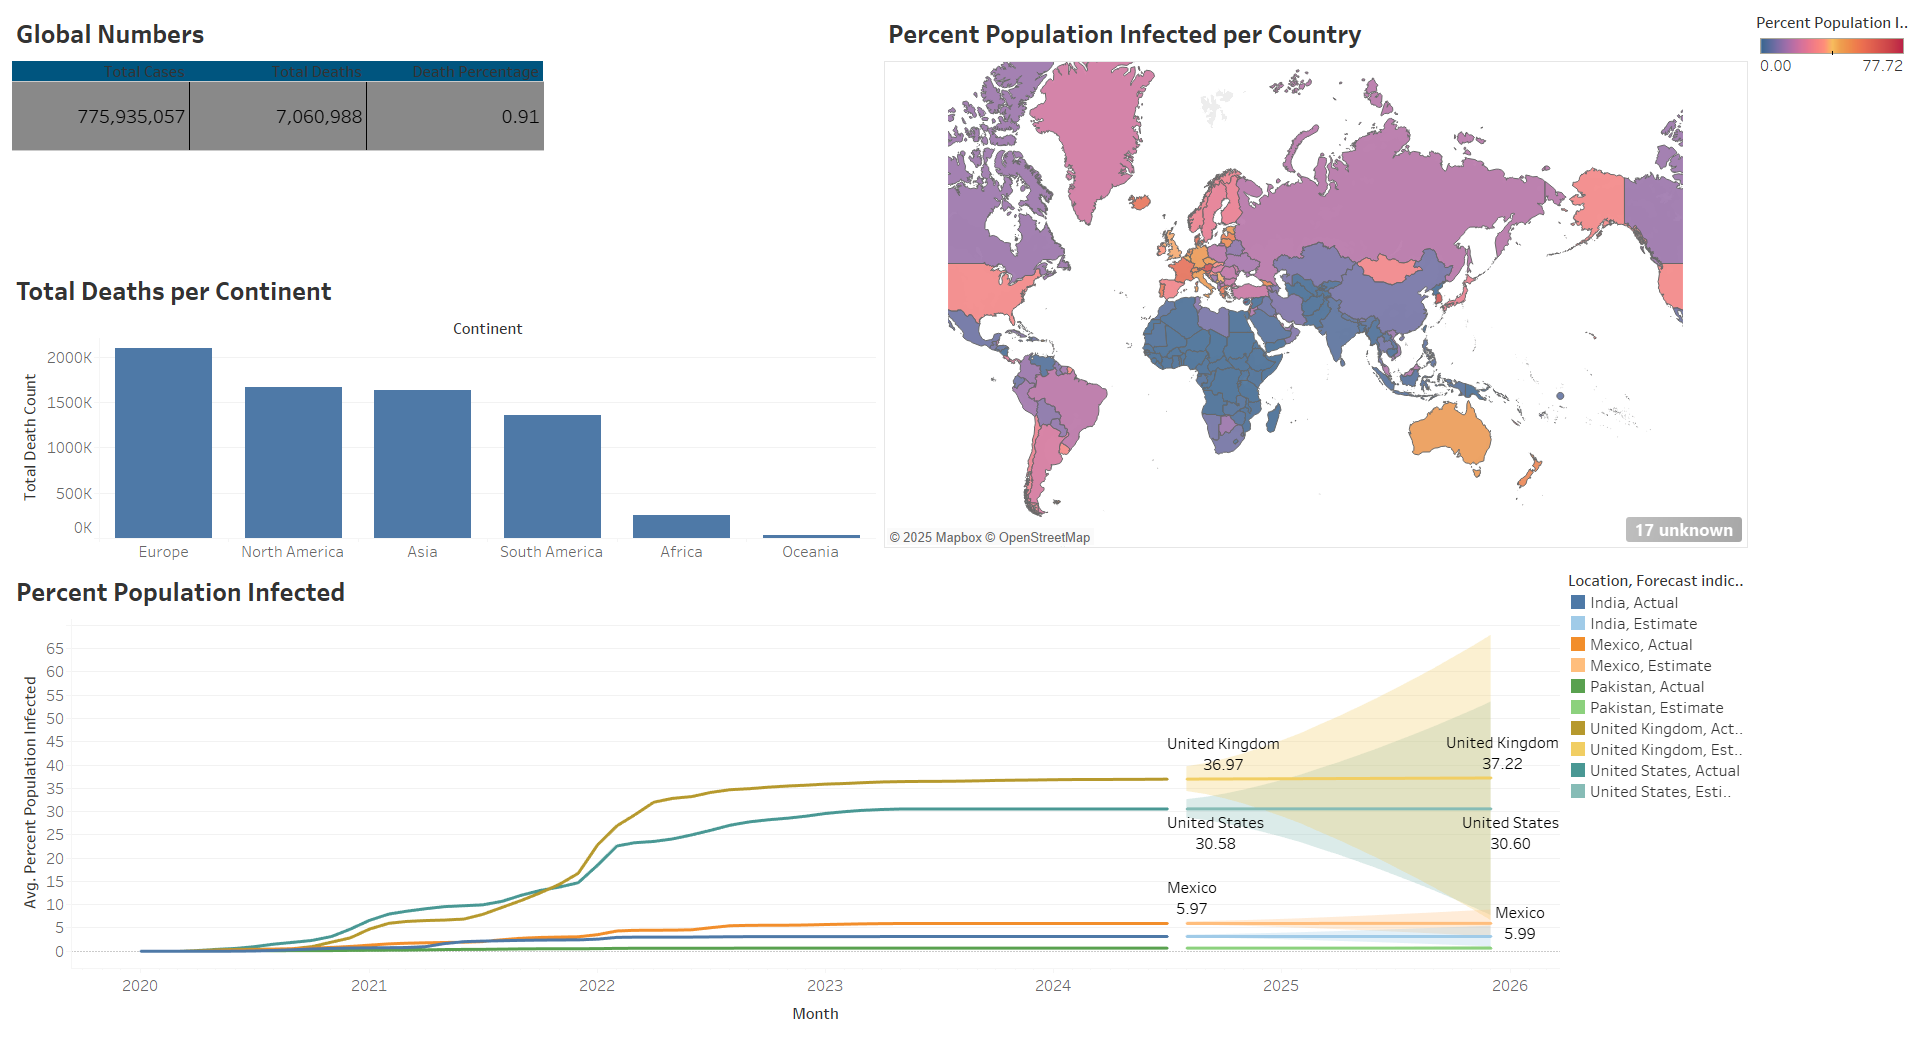 Global Numbers
Total Cases Total Deaths Death Percentage
775,935,057 7,060,988 0.91
Percent Population Infected per Country
Percent Population I..
0.00 77.72
© 2025 Mapbox © OpenStreetMap
17 unknown
Total Deaths per Continent
Continent
Total Death Count
2000K
1500K
1000K
500K
0K
Europe North America Asia South America Africa Oceania
Percent Population Infected
Avg. Percent Population Infected
65
60
55
50
45
40
35
30
25
20
15
10
5
0
United Kingdom
36.97
United Kingdom
37.22
United States
30.58
United States
30.60
Mexico
5.97
Mexico
5.99
2020 2021 2022 2023 2024 2025 2026
Month
Location, Forecast indic..
India, Actual
India, Estimate
Mexico, Actual
Mexico, Estimate
Pakistan, Actual
Pakistan, Estimate
United Kingdom, Act..
United Kingdom, Est..
United States, Actual
United States, Esti..